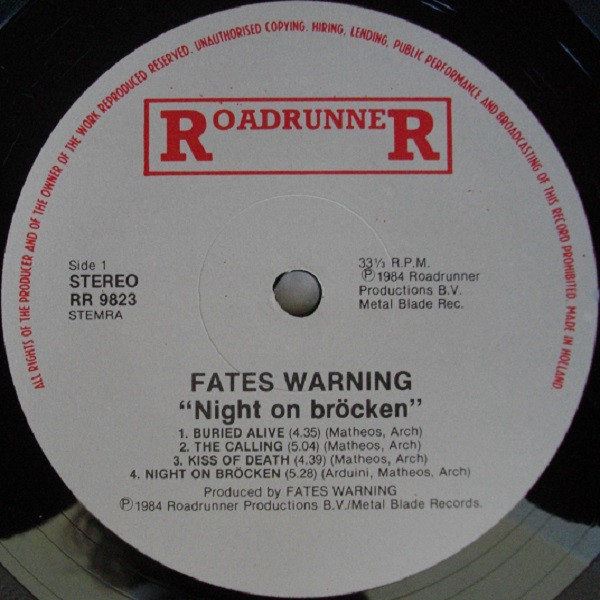 ALL RIGHTS OF THE PRODUCER AND OF THE OWNER OF THE WORK REPRODUCED RESERVED. UNAUTHORISED COPYING, HIRING, LENDING, PUBLIC PERFORMANCE AND BROADCASTING OF THIS RECORD PROHIBITED. MADE IN HOLLAND.
ROADRUNNER
Side 1
STEREO
RR 9823
STEMRA
33⅓ R.P.M.
℗ 1984 Roadrunner
Productions B.V.
Metal Blade Rec.
FATES WARNING
“Night on bröcken”
1. BURIED ALIVE (4.35) (Matheos, Arch)
2. THE CALLING (5.04) (Matheos, Arch)
3. KISS OF DEATH (4.39) (Matheos, Arch)
4. NIGHT ON BRÖCKEN (5.28) (Arduini, Matheos, Arch)
Produced by FATES WARNING
℗ 1984 Roadrunner Productions B.V./Metal Blade Records.